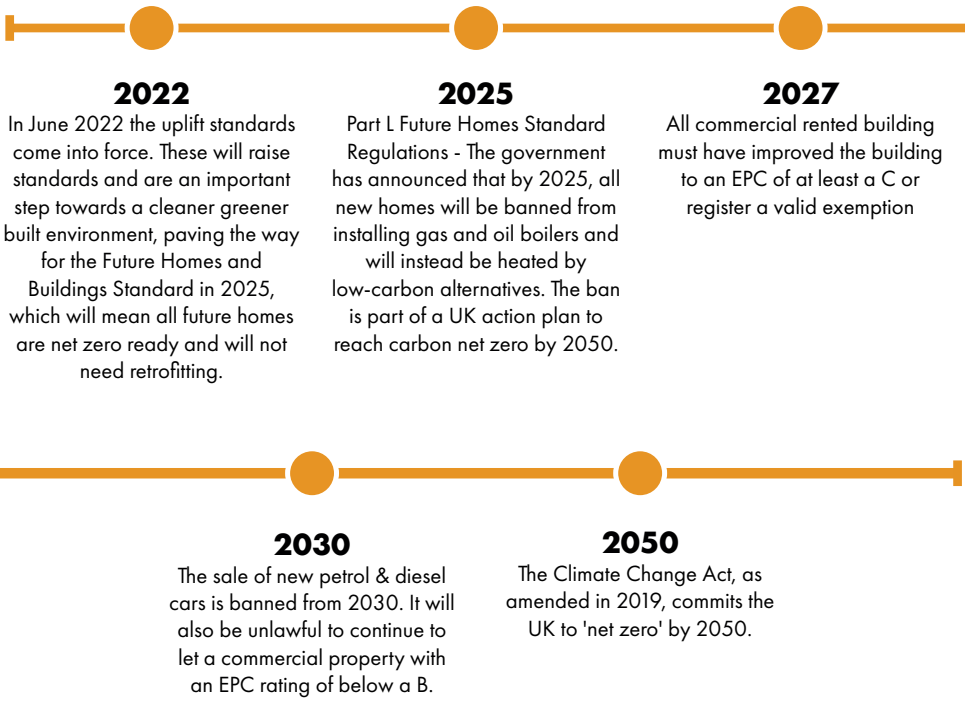 2022
In June 2022 the uplift standards
come into force. These will raise
standards and are an important
step towards a cleaner greener
built environment, paving the way
for the Future Homes and
Buildings Standard in 2025,
which will mean all future homes
are net zero ready and will not
need retrofitting.
2025
Part L Future Homes Standard
Regulations - The government
has announced that by 2025, all
new homes will be banned from
installing gas and oil boilers and
will instead be heated by
low-carbon alternatives. The ban
is part of a UK action plan to
reach carbon net zero by 2050.
2027
All commercial rented building
must have improved the building
to an EPC of at least a C or
register a valid exemption
2030
The sale of new petrol & diesel
cars is banned from 2030. It will
also be unlawful to continue to
let a commercial property with
an EPC rating of below a B.
2050
The Climate Change Act, as
amended in 2019, commits the
UK to 'net zero' by 2050.